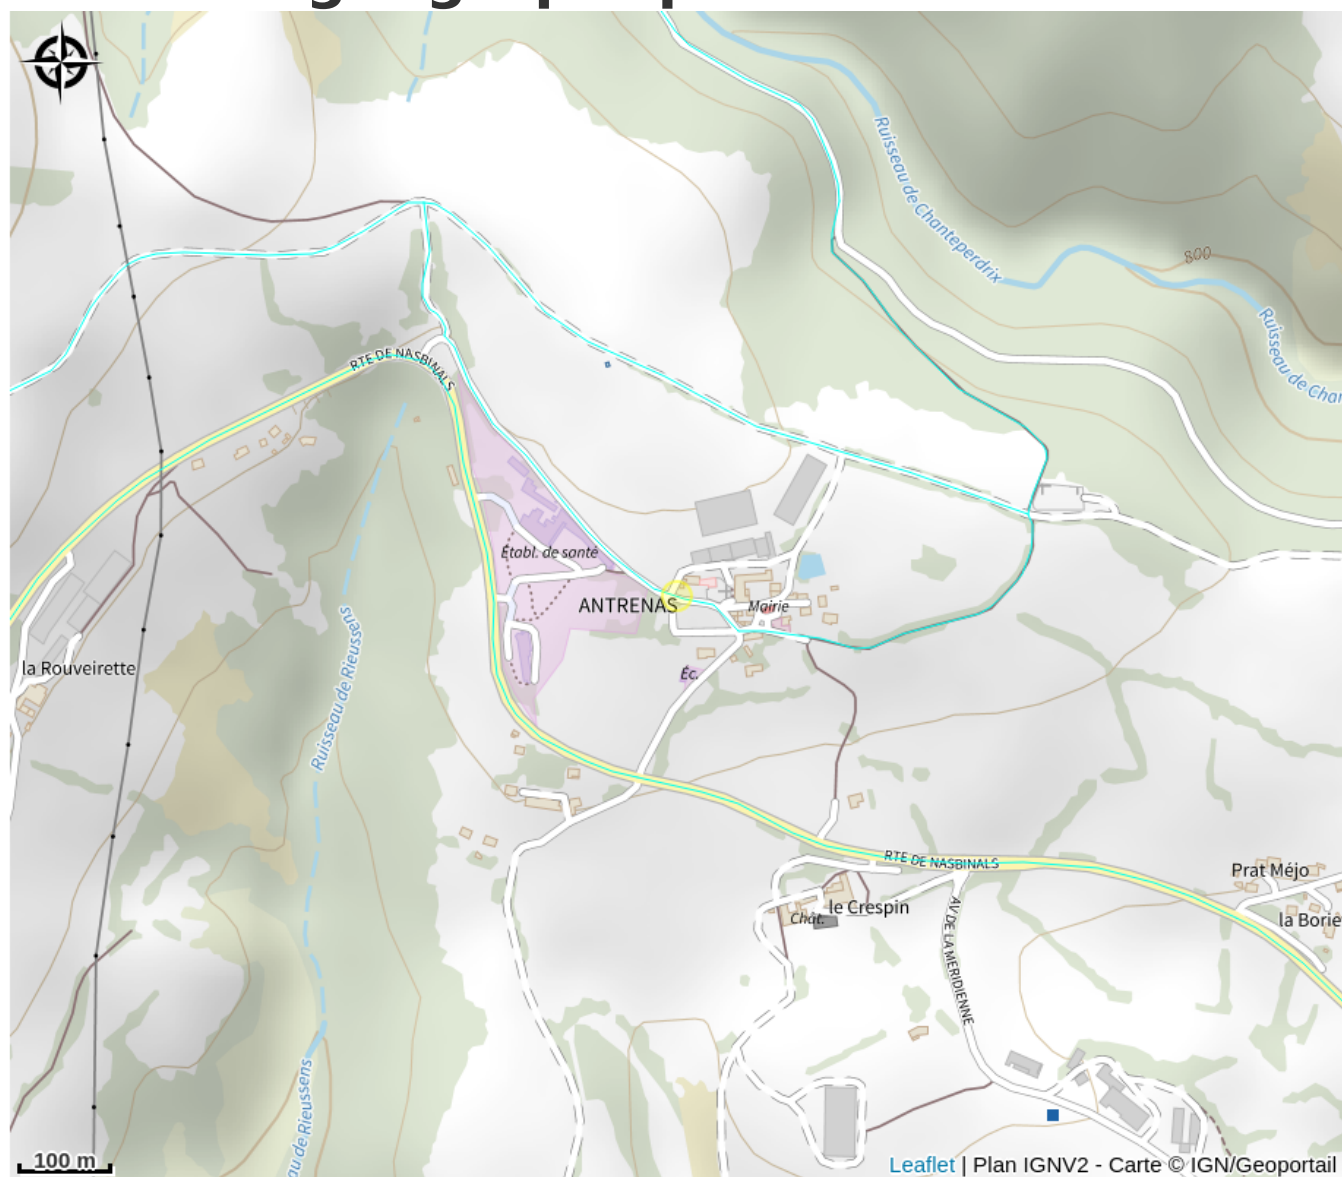 Ruisseau de Chanteperdrix
800
Ruisseau de Char
RTE DE NASBINALS
Établ. de santé
ANTRENAS
Mairie
la Rouveirette
Éc.
Ruisseau de Rieussens
RTE DE NASBINALS
Prat Méjo
le Crespin
Chât.
la Borie
AV DE LA MERIDIENNE
au de Rieussens
100 m
Leaflet | Plan IGNV2 - Carte © IGN/Geoportail